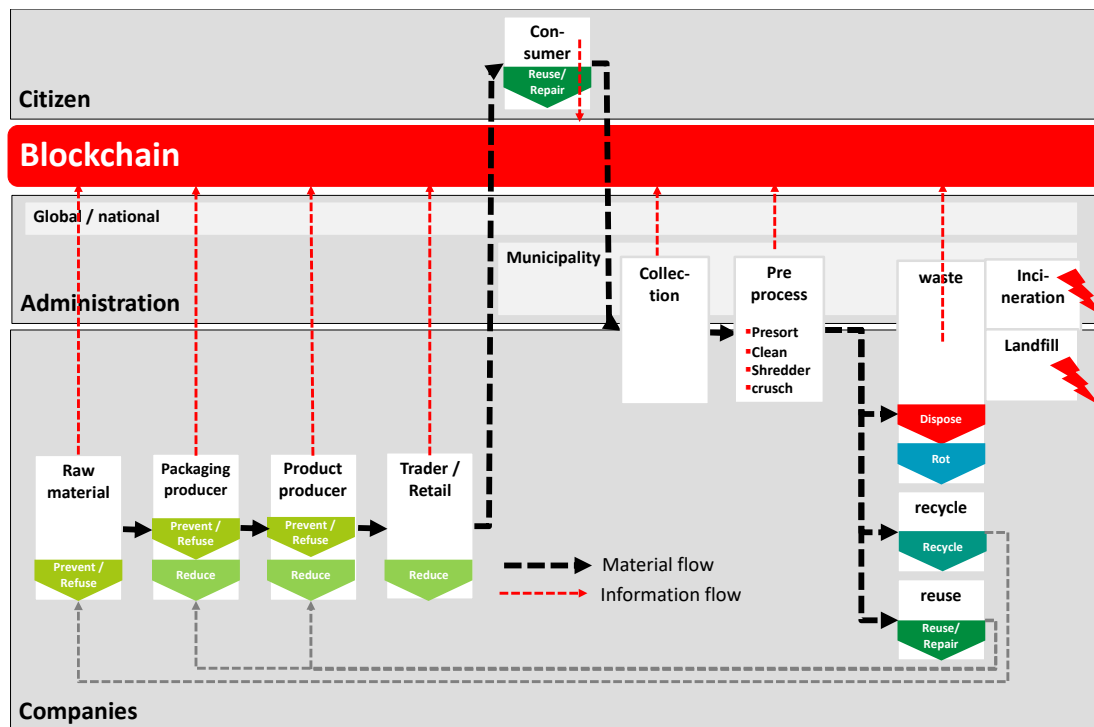 Con-
sumer
Reuse/
Repair
Citizen
Blockchain
Global / national
Municipality
Administration
Collec-
tion
Pre
process
Presort
Clean
Shredder
crusch
waste
Inci-
neration
Landfill
Dispose
Rot
Raw
material
Prevent /
Refuse
Packaging
producer
Prevent /
Refuse
Reduce
Product
producer
Prevent /
Refuse
Reduce
Trader /
Retail
Reduce
recycle
Recycle
reuse
Reuse/
Repair
Material flow
Information flow
Companies